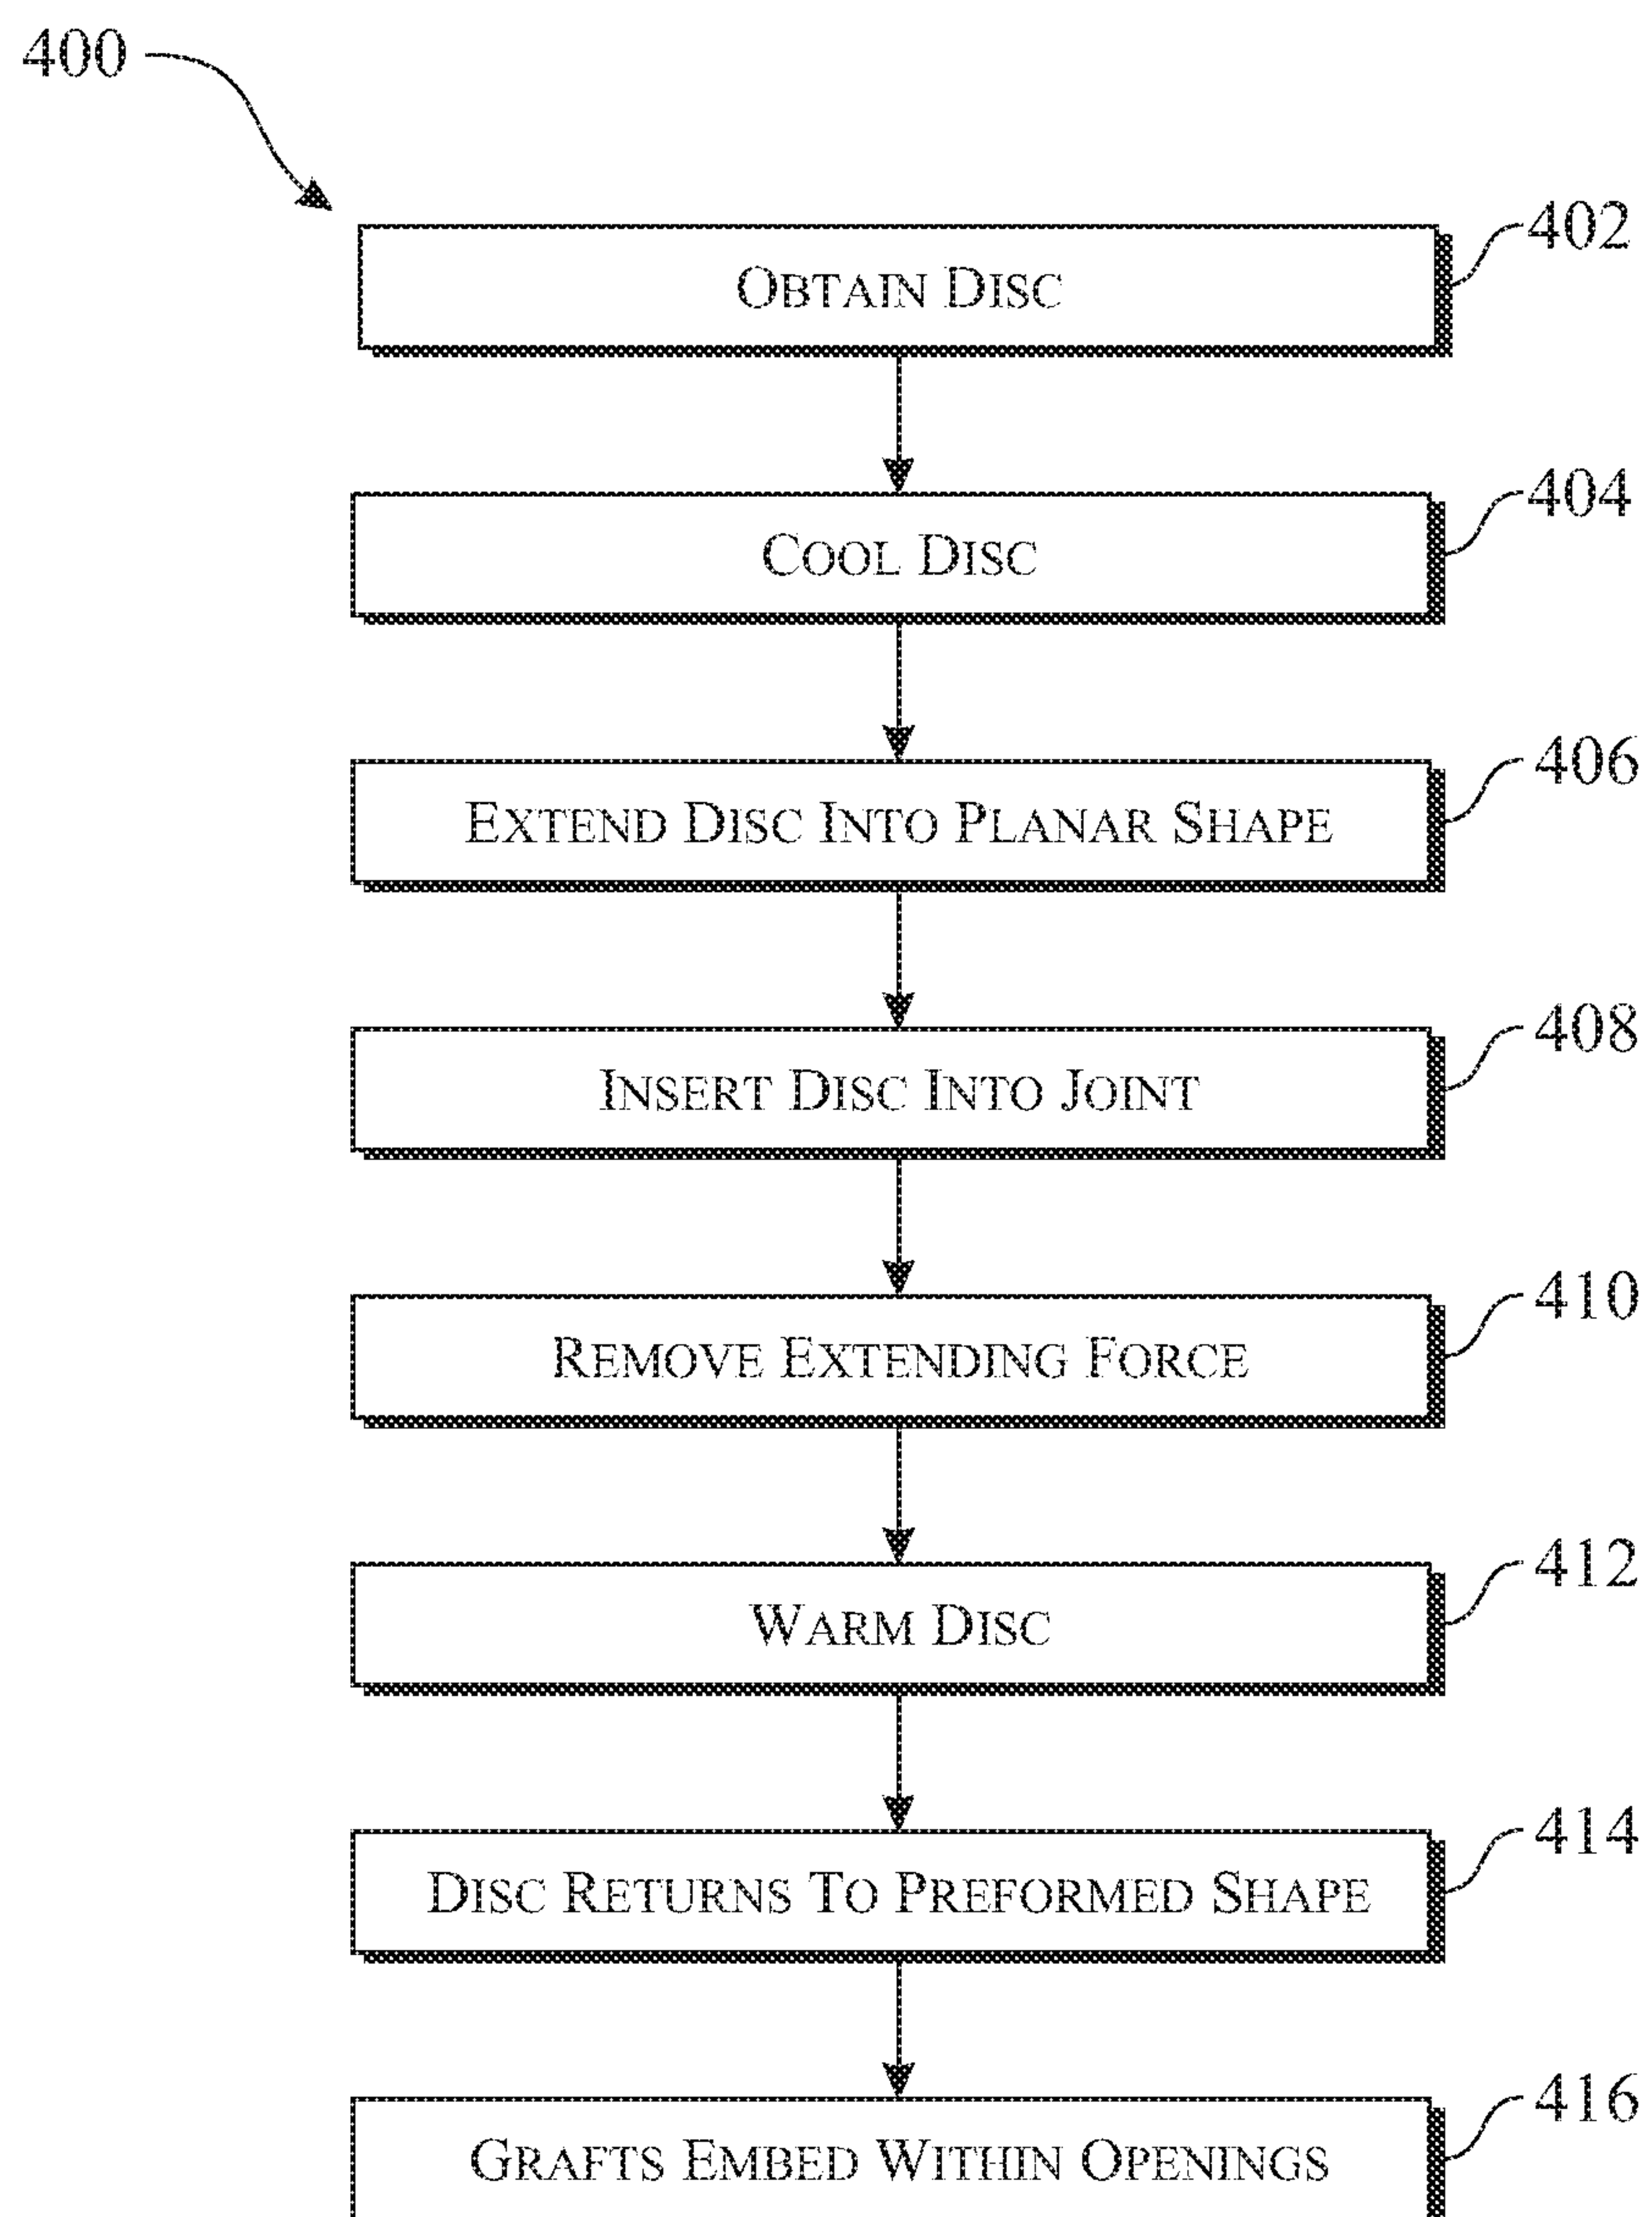 400
402
OBTAIN DISC
404
COOL DISC
406
EXTEND DISC INTO PLANAR SHAPE
408
INSERT DISC INTO JOINT
410
REMOVE EXTENDING FORCE
412
WARM DISC
414
DISC RETURNS TO PREFORMED SHAPE
416
GRAFTS EMBED WITHIN OPENINGS